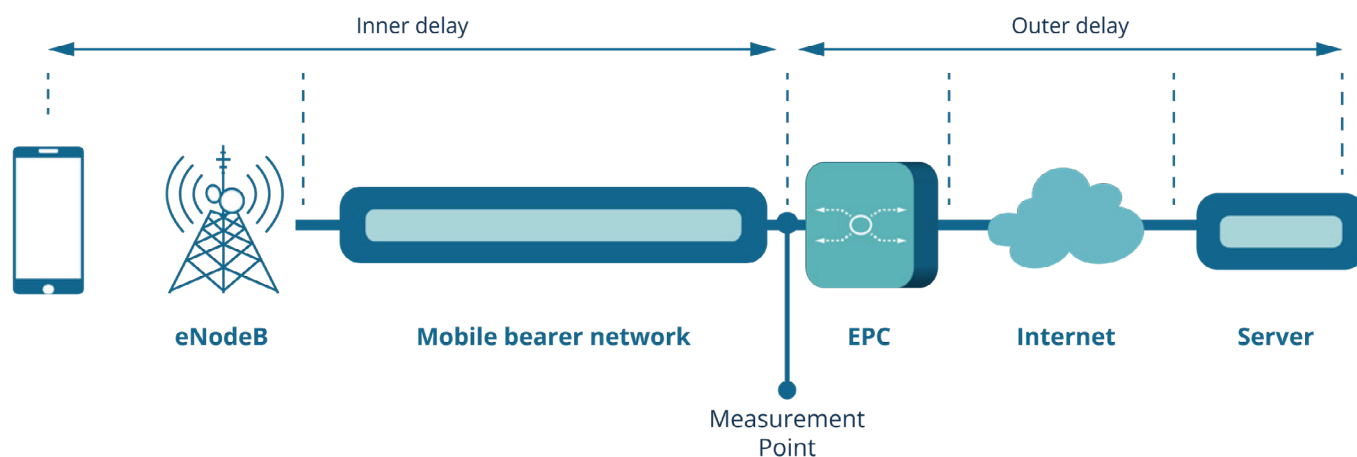 Inner delay
Outer delay
eNodeB
Mobile bearer network
EPC
Internet
Server
Measurement
Point